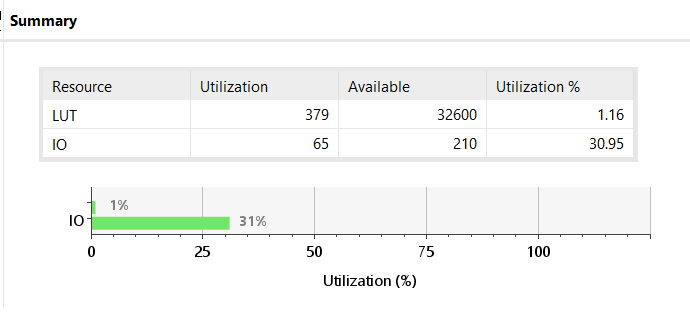 Summary
Resource Utilization Available Utilization %
LUT 379 32600 1.16
IO 65 210 30.95
1%
IO 31%
0 25 50 75 100
Utilization (%)